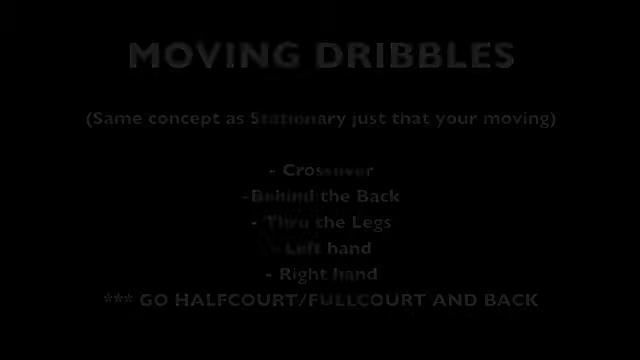 MOVING DRIBBLES
(Same concept as Stationary just that your moving)
- Crossover
-Behind the Back
- Thru the Legs
- Left hand
- Right hand
*** GO HALFCOURT/FULLCOURT AND BACK